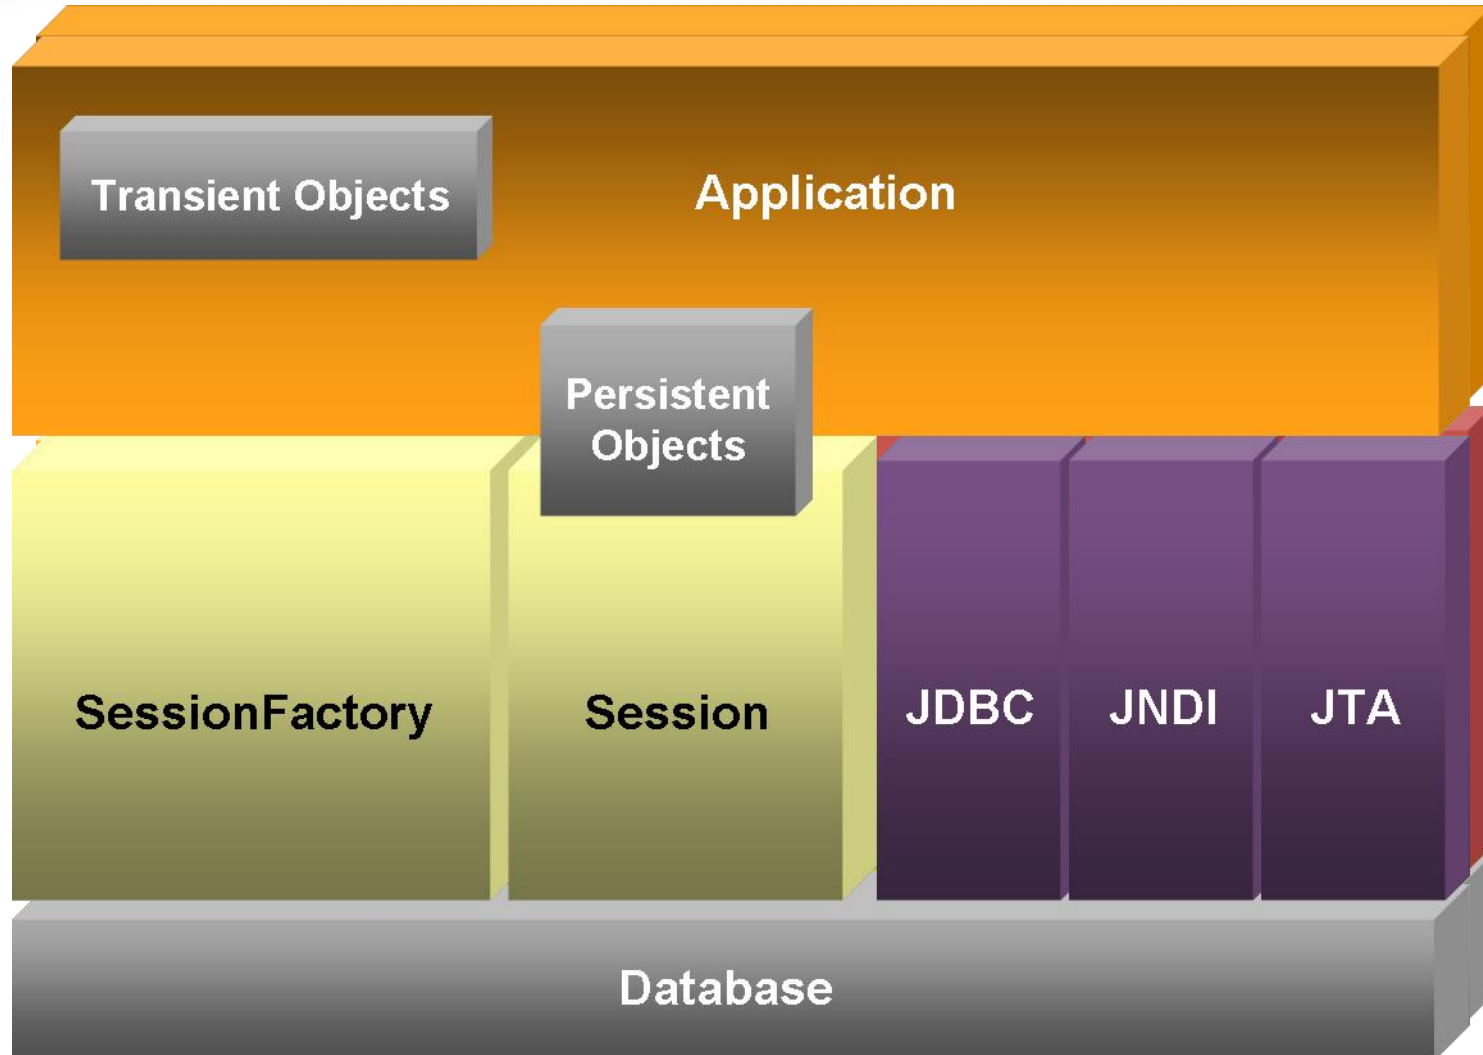 Transient Objects
Application
Persistent
Objects
SessionFactory
Session
JDBC
JNDI
JTA
Database